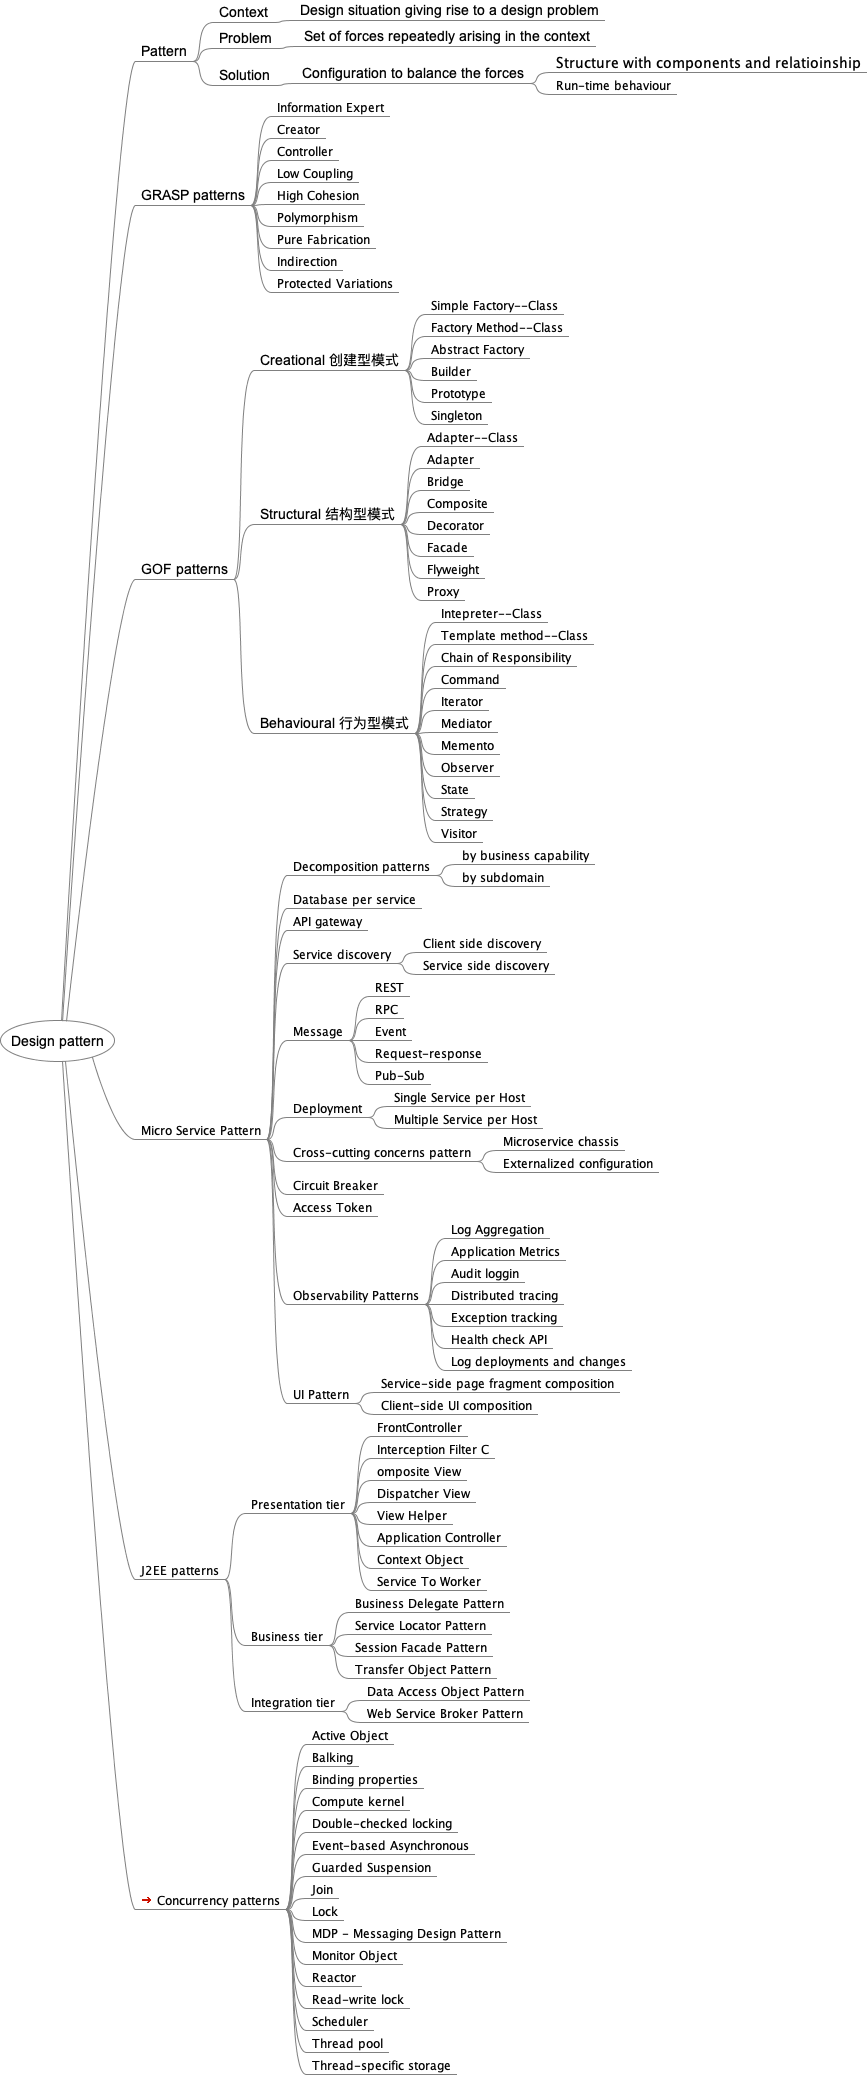 Design pattern
Pattern
Context
Design situation giving rise to a design problem
Problem
Set of forces repeatedly arising in the context
Solution
Configuration to balance the forces
Structure with components and relatioinship
Run-time behaviour
GRASP patterns
Information Expert
Creator
Controller
Low Coupling
High Cohesion
Polymorphism
Pure Fabrication
Indirection
Protected Variations
GOF patterns
Creational 创建型模式
Simple Factory--Class
Factory Method--Class
Abstract Factory
Builder
Prototype
Singleton
Structural 结构型模式
Adapter--Class
Adapter
Bridge
Composite
Decorator
Facade
Flyweight
Proxy
Behavioural 行为型模式
Intepreter--Class
Template method--Class
Chain of Responsibility
Command
Iterator
Mediator
Memento
Observer
State
Strategy
Visitor
Micro Service Pattern
Decomposition patterns
by business capability
by subdomain
Database per service
API gateway
Service discovery
Client side discovery
Service side discovery
Message
REST
RPC
Event
Request-response
Pub-Sub
Deployment
Single Service per Host
Multiple Service per Host
Cross-cutting concerns pattern
Microservice chassis
Externalized configuration
Circuit Breaker
Access Token
Observability Patterns
Log Aggregation
Application Metrics
Audit loggin
Distributed tracing
Exception tracking
Health check API
Log deployments and changes
UI Pattern
Service-side page fragment composition
Client-side UI composition
J2EE patterns
Presentation tier
FrontController
Interception Filter C
omposite View
Dispatcher View
View Helper
Application Controller
Context Object
Service To Worker
Business tier
Business Delegate Pattern
Service Locator Pattern
Session Facade Pattern
Transfer Object Pattern
Integration tier
Data Access Object Pattern
Web Service Broker Pattern
Concurrency patterns
Active Object
Balking
Binding properties
Compute kernel
Double-checked locking
Event-based Asynchronous
Guarded Suspension
Join
Lock
MDP - Messaging Design Pattern
Monitor Object
Reactor
Read-write lock
Scheduler
Thread pool
Thread-specific storage